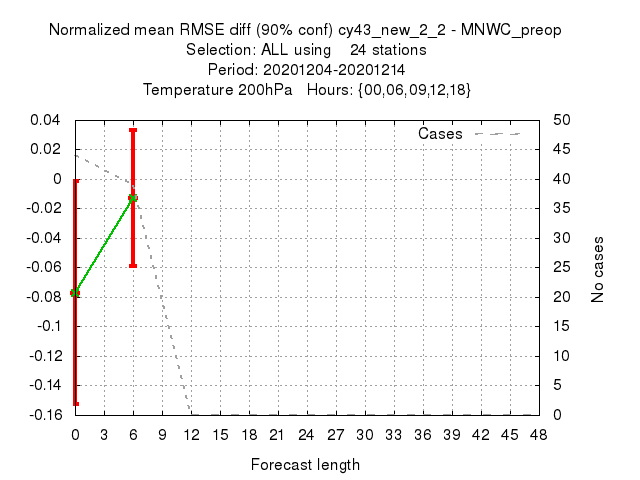 Normalized mean RMSE diff (90% conf) cy43_new_2_2 - MNWC_preop
Selection: ALL using    24 stations
Period: 20201204-20201214
Temperature 200hPa   Hours: {00,06,09,12,18}
Cases
0.04
0.02
0
-0.02
-0.04
-0.06
-0.08
-0.1
-0.12
-0.14
-0.16
50
45
40
35
30
25
20
15
10
5
0
No cases
0 3 6 9 12 15 18 21 24 27 30 33 36 39 42 45 48
Forecast length